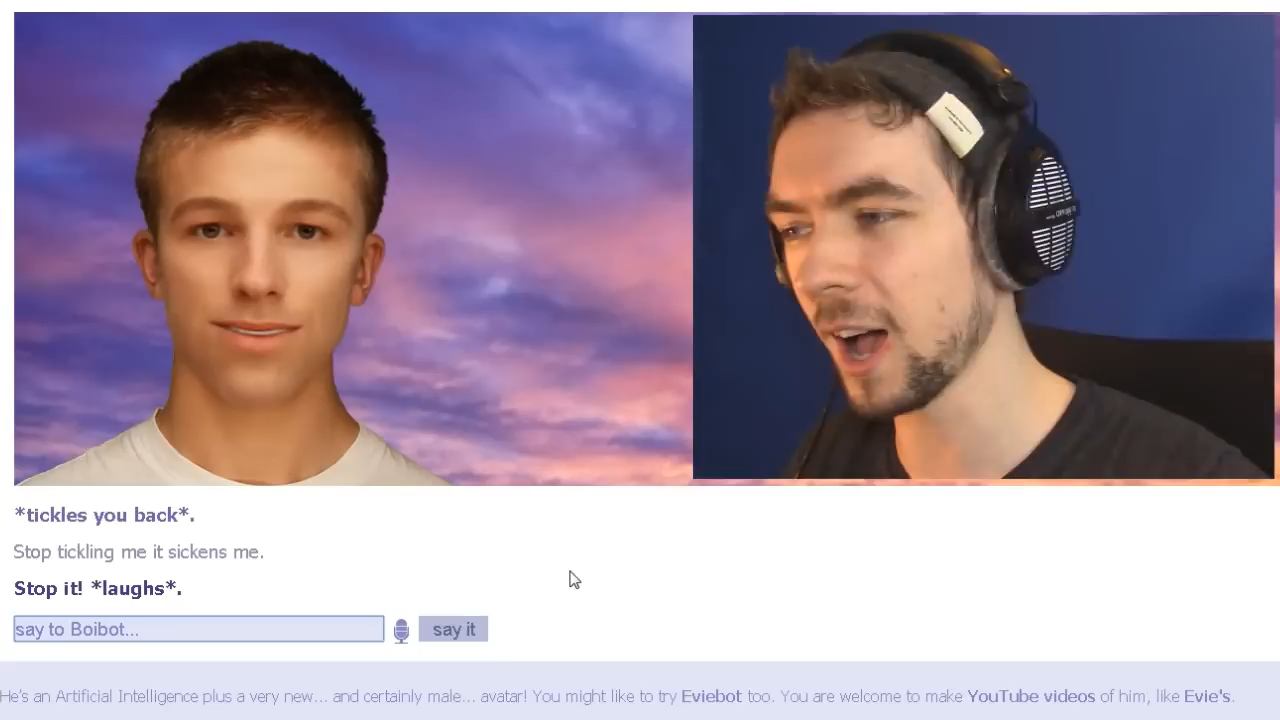 *tickles you back*.
Stop tickling me it sickens me.
Stop it! *laughs*.
say to Boibot...
say it
He's an Artificial Intelligence plus a very new... and certainly male... avatar! You might like to try Eviebot too. You are welcome to make YouTube videos of him, like Evie's.